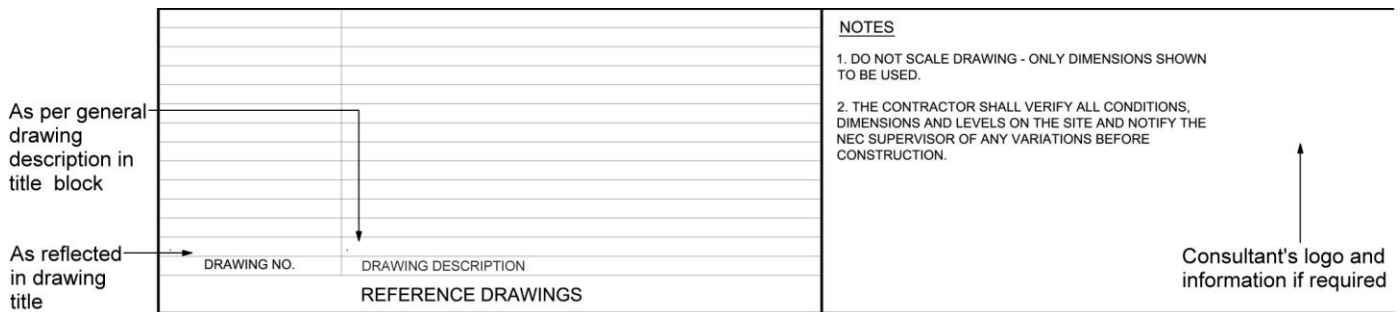 As per general
drawing
description in
title block
As reflected
in drawing
title
DRAWING NO.
DRAWING DESCRIPTION
REFERENCE DRAWINGS
NOTES
1. DO NOT SCALE DRAWING - ONLY DIMENSIONS SHOWN
TO BE USED.
2. THE CONTRACTOR SHALL VERIFY ALL CONDITIONS,
DIMENSIONS AND LEVELS ON THE SITE AND NOTIFY THE
NEC SUPERVISOR OF ANY VARIATIONS BEFORE
CONSTRUCTION.
Consultant's logo and
information if required